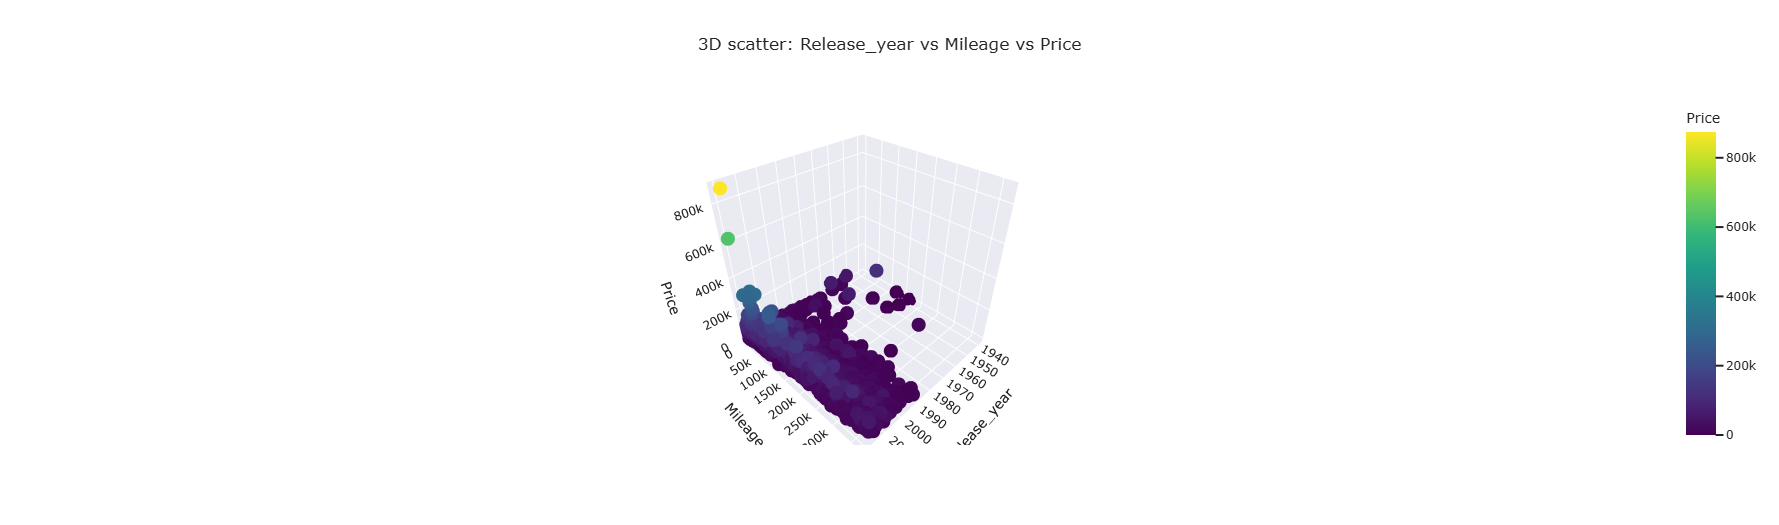 3D scatter: Release_year vs Mileage vs Price
Price
800k
600k
400k
200k
0
Price
800k
600k
400k
200k
0
0
50k
100k
150k
200k
250k
Mileage
1940
1950
1960
1970
1980
1990
2000